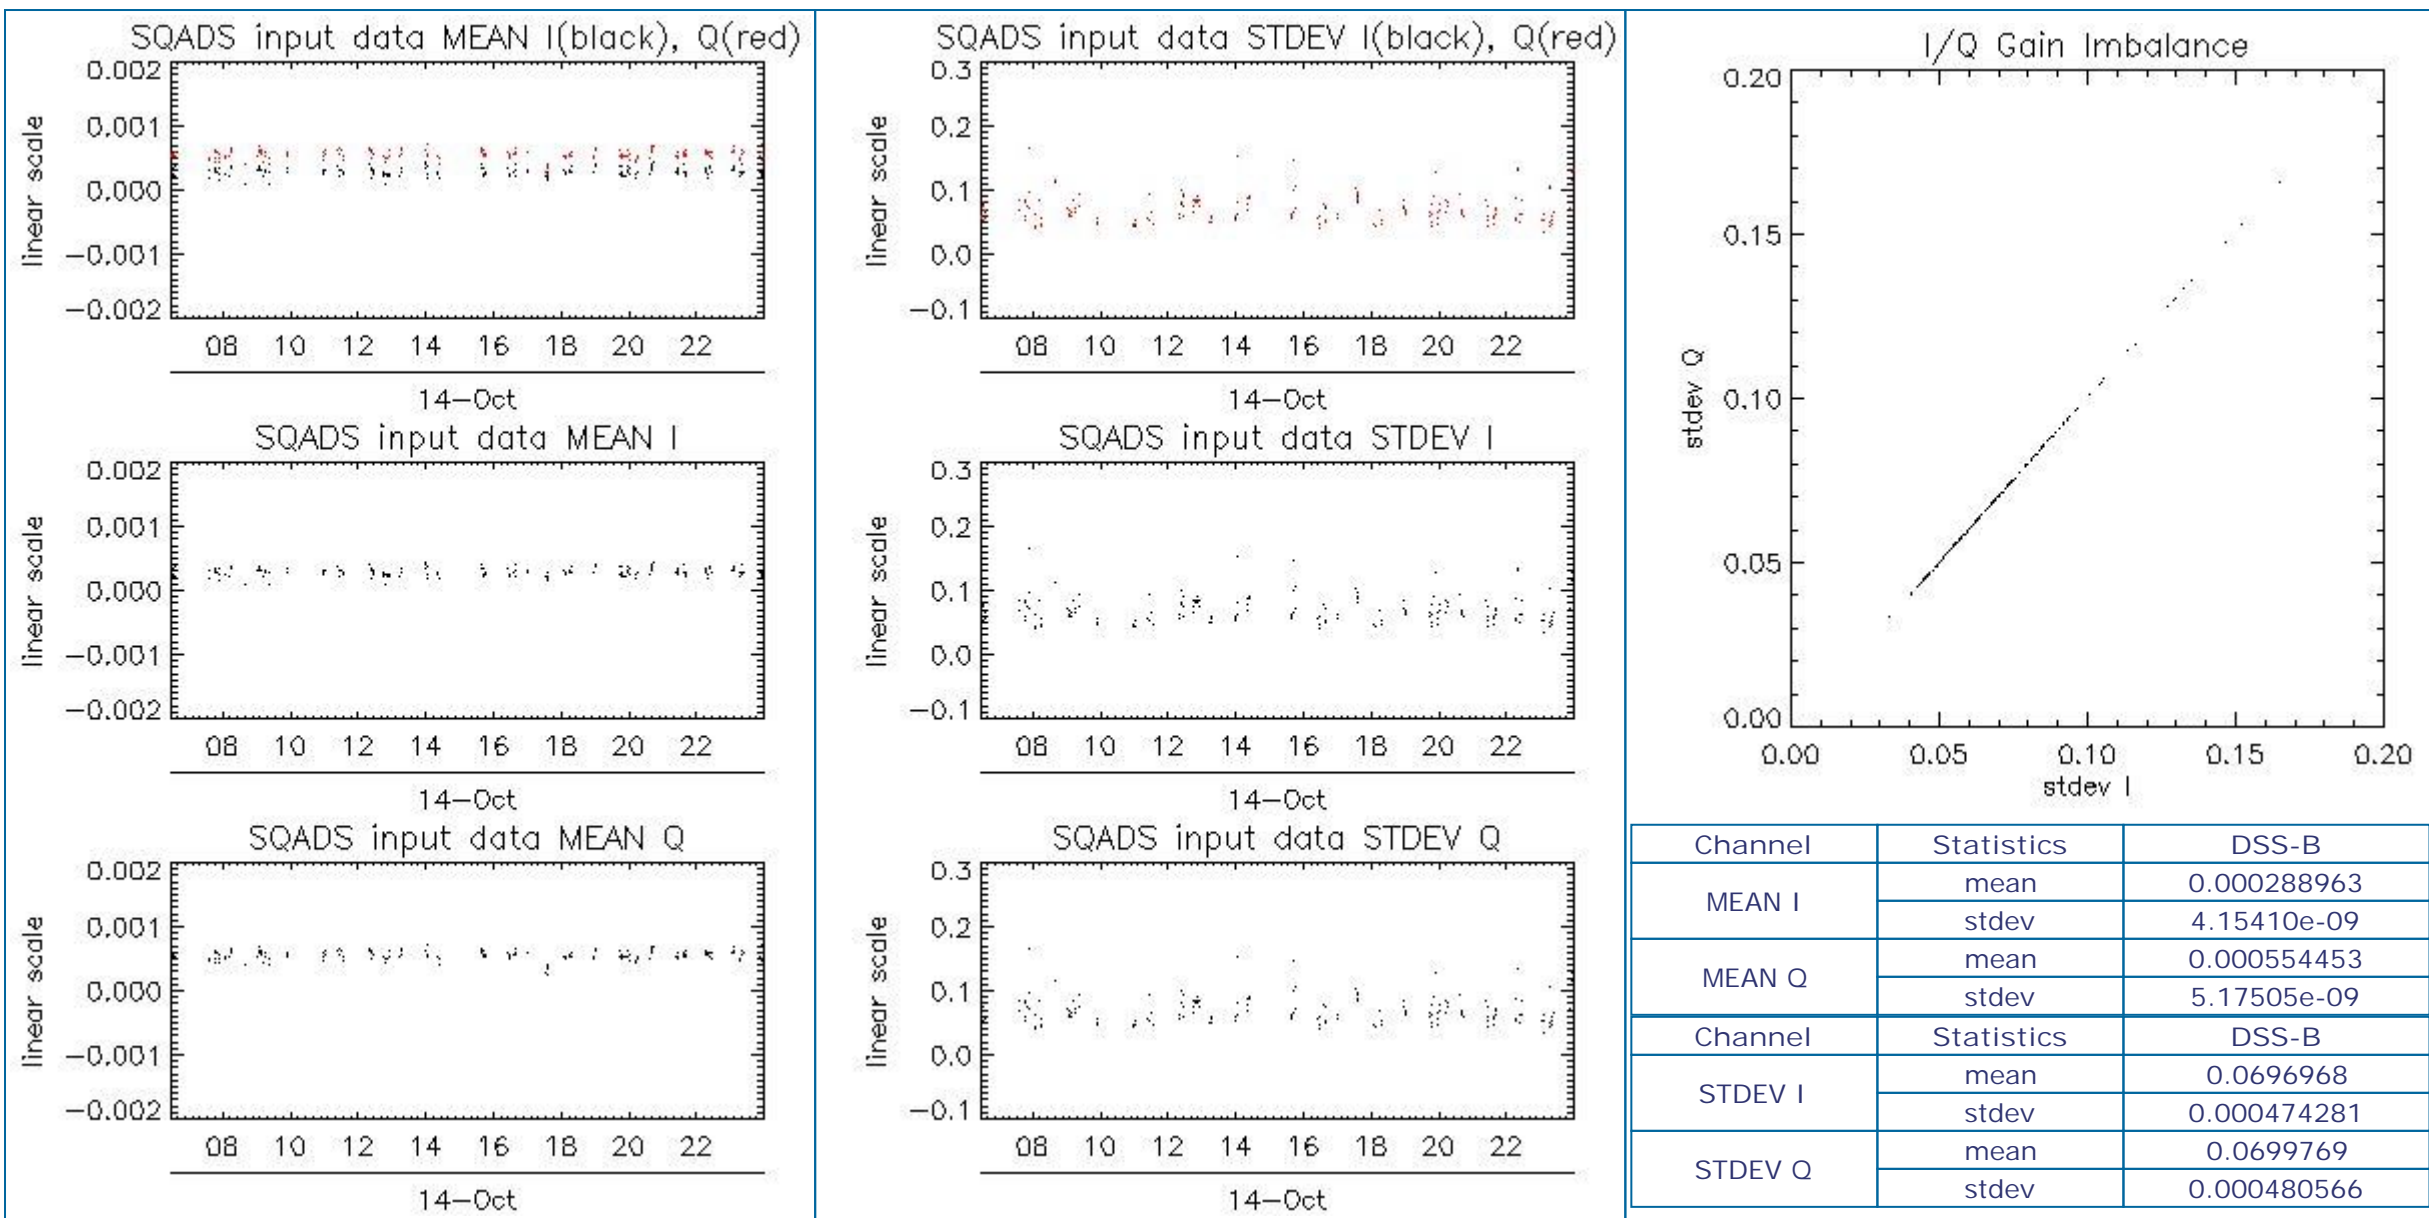 SQADS input data MEAN I(black), Q(red)
0.002
0.001
0.000
-0.001
-0.002
linear scale
08 10 12 14 16 18 20 22
14-Oct
SQADS input data MEAN I
0.002
0.001
0.000
-0.001
-0.002
linear scale
08 10 12 14 16 18 20 22
14-Oct
SQADS input data MEAN Q
0.002
0.001
0.000
-0.001
-0.002
linear scale
08 10 12 14 16 18 20 22
14-Oct
SQADS input data STDEV I(black), Q(red)
0.3
0.2
0.1
0.0
-0.1
linear scale
08 10 12 14 16 18 20 22
14-Oct
SQADS input data STDEV I
0.3
0.2
0.1
0.0
-0.1
linear scale
08 10 12 14 16 18 20 22
14-Oct
SQADS input data STDEV Q
0.3
0.2
0.1
0.0
-0.1
linear scale
08 10 12 14 16 18 20 22
14-Oct
I/Q Gain Imbalance
0.20
0.15
0.10
0.05
0.00
stdev Q
0.00 0.05 0.10 0.15 0.20
stdev I
Channel Statistics DSS-B
MEAN I mean 0.000288963
stdev 4.15410e-09
MEAN Q mean 0.000554453
stdev 5.17505e-09
Channel Statistics DSS-B
STDEV I mean 0.0696968
stdev 0.000474281
STDEV Q mean 0.0699769
stdev 0.000480566